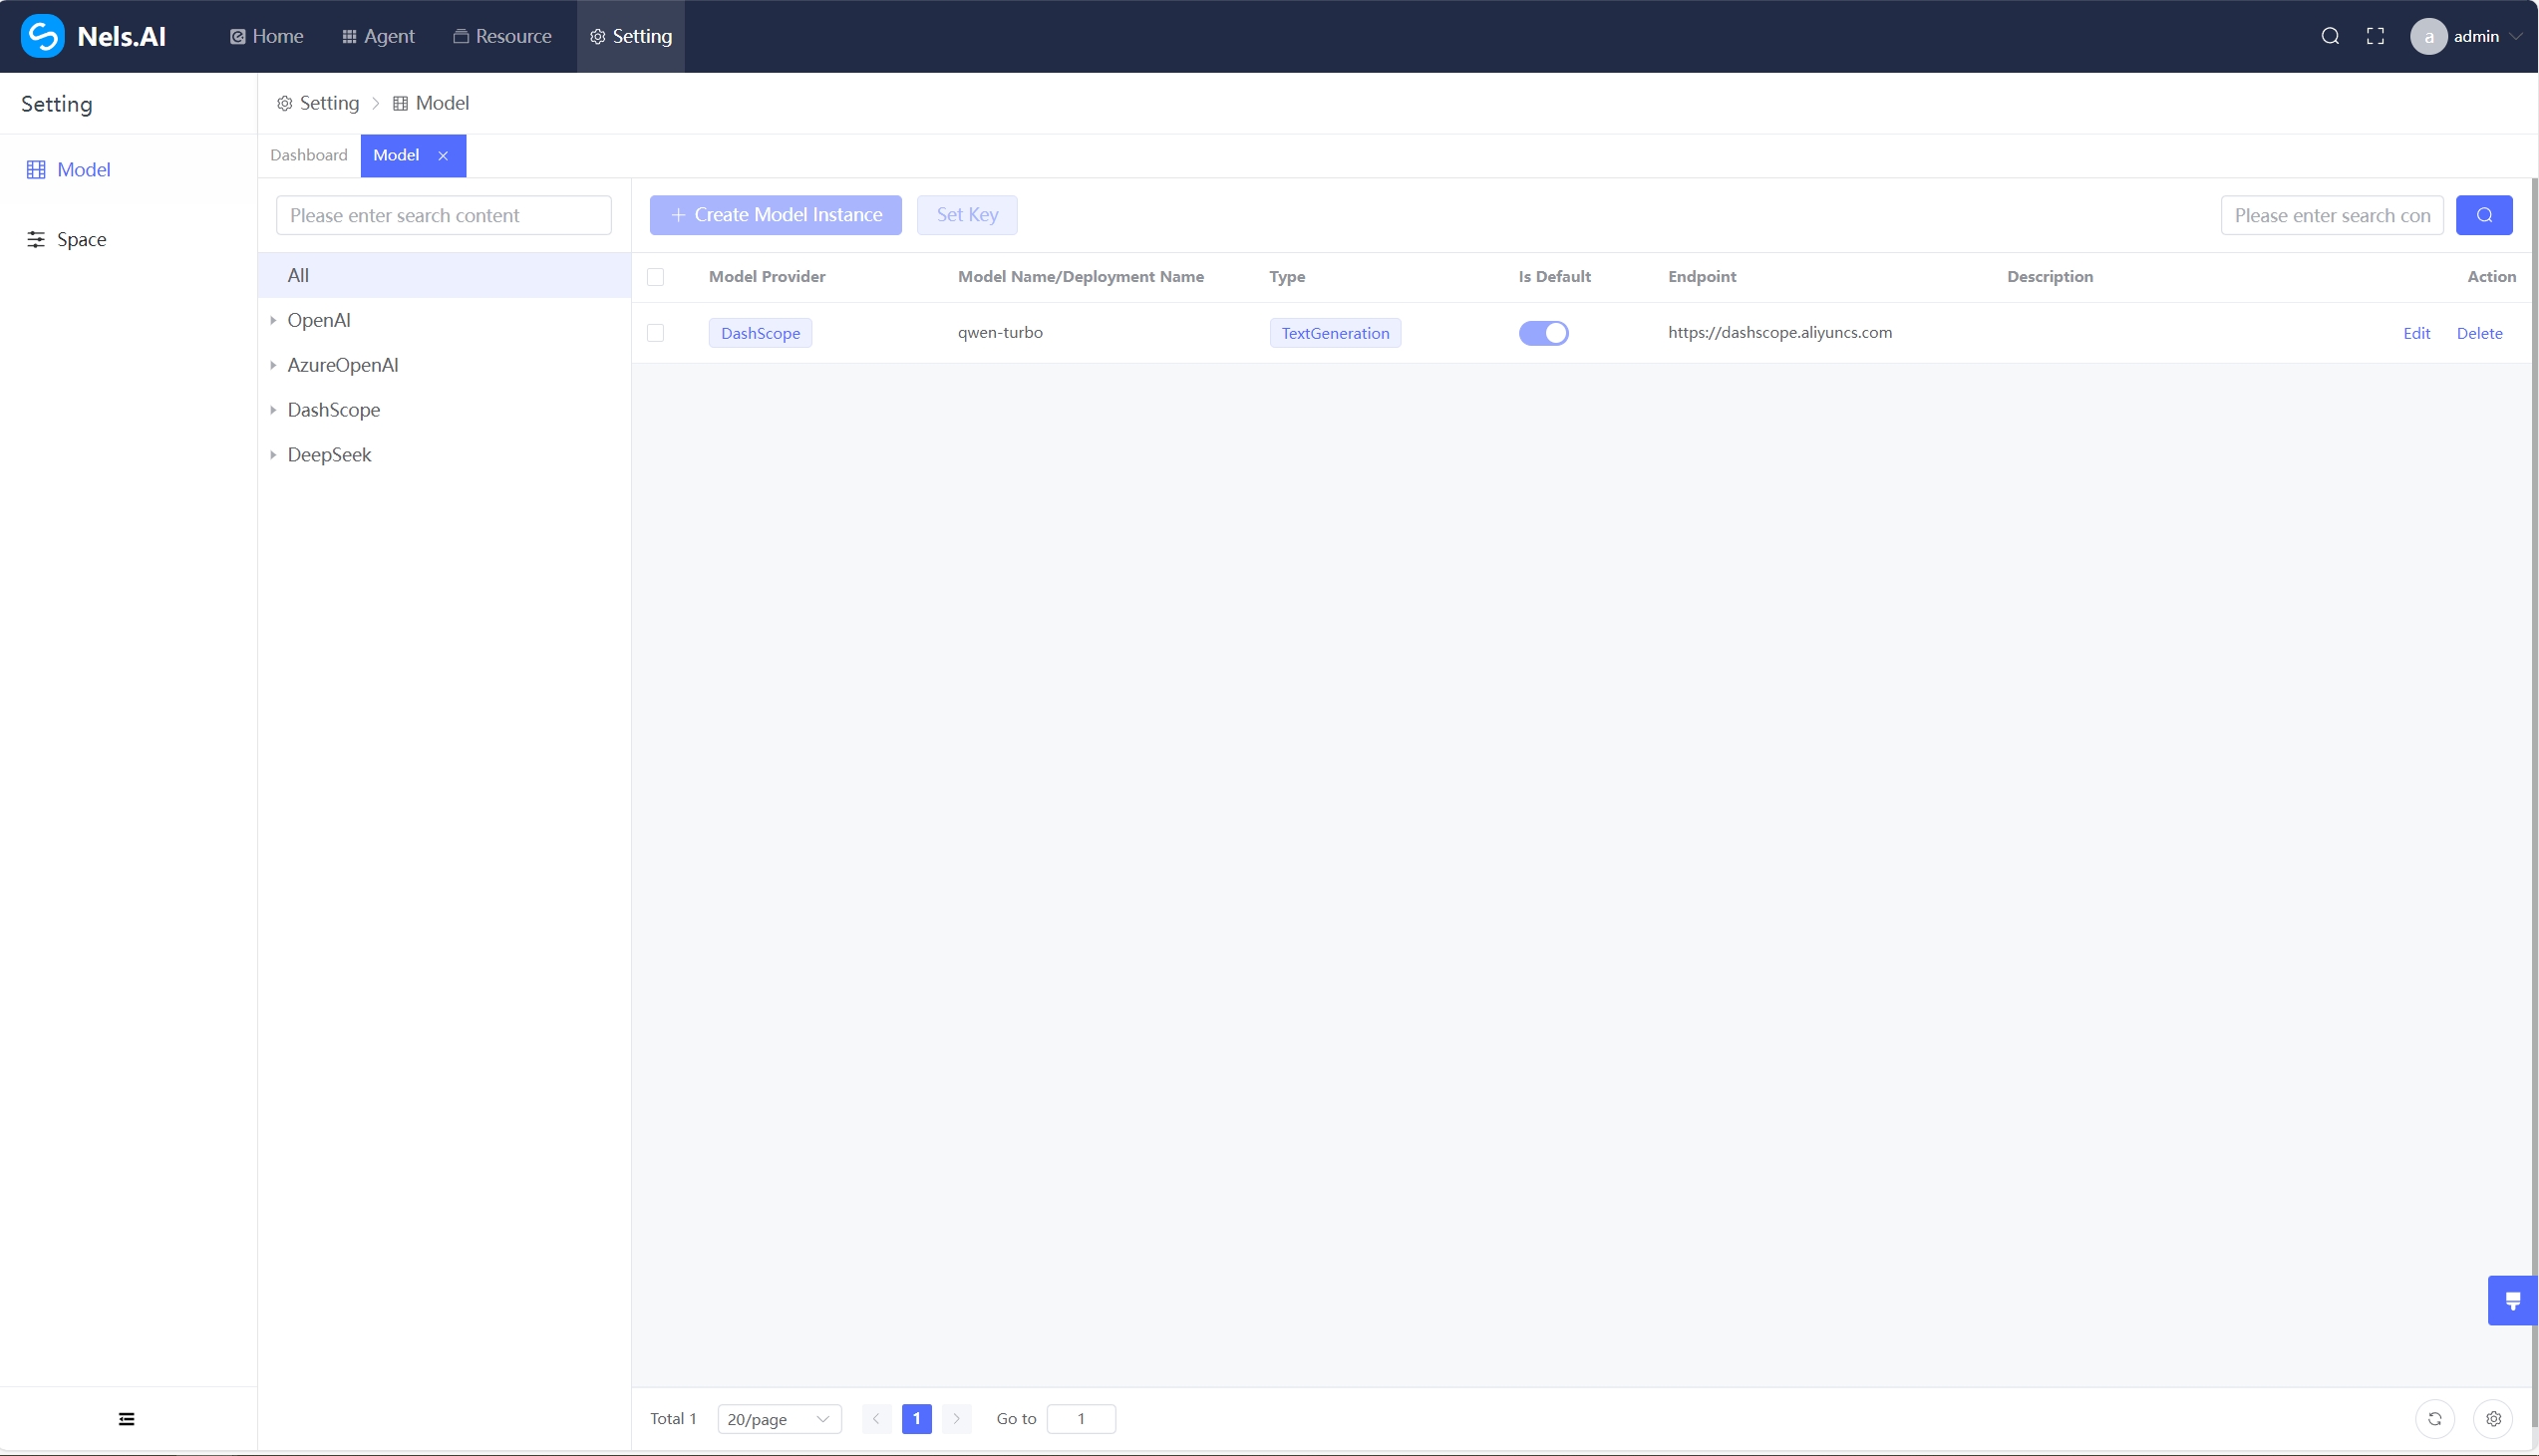 Nels.AI Home Agent Resource Setting a admin
Setting
Setting Model
Dashboard Model
Model
Space
Please enter search content
+ Create Model Instance Set Key Please enter search con
All
OpenAI
AzureOpenAI
DashScope
DeepSeek
Model Provider Model Name/Deployment Name Type Is Default Endpoint Description Action
DashScope qwen-turbo TextGeneration https://dashscope.aliyuncs.com Edit Delete
Total 1 20/page 1 Go to 1